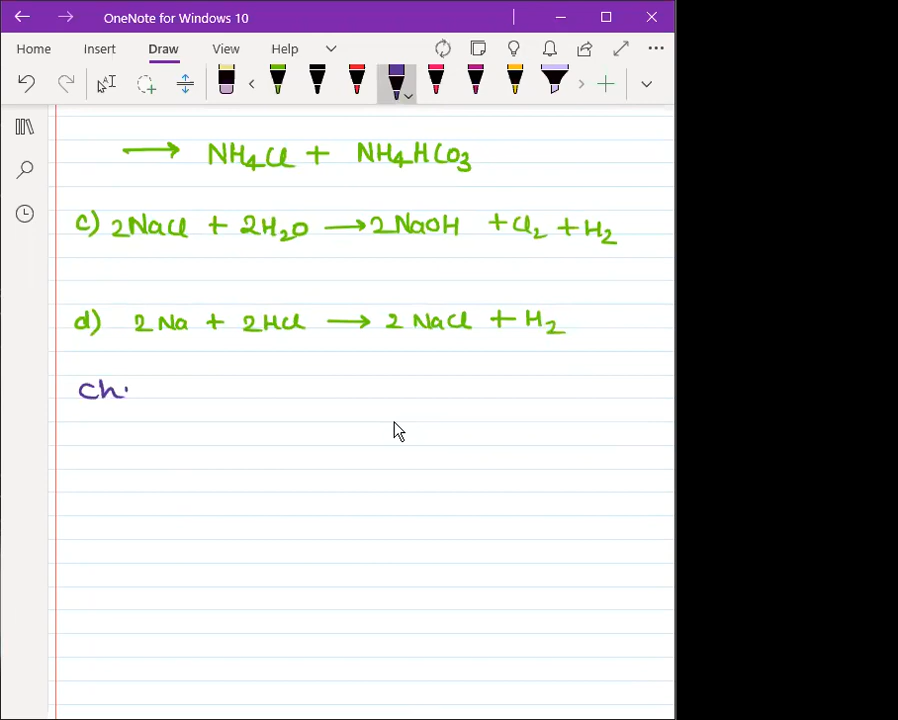 OneNote for Windows 10
Home Insert Draw View Help
⟶ NH₄Cl + NH₄HCO₃
c) 2NaCl + 2H₂O ⟶ 2NaOH + Cl₂ + H₂
d) 2Na + 2HCl ⟶ 2NaCl + H₂
Ch